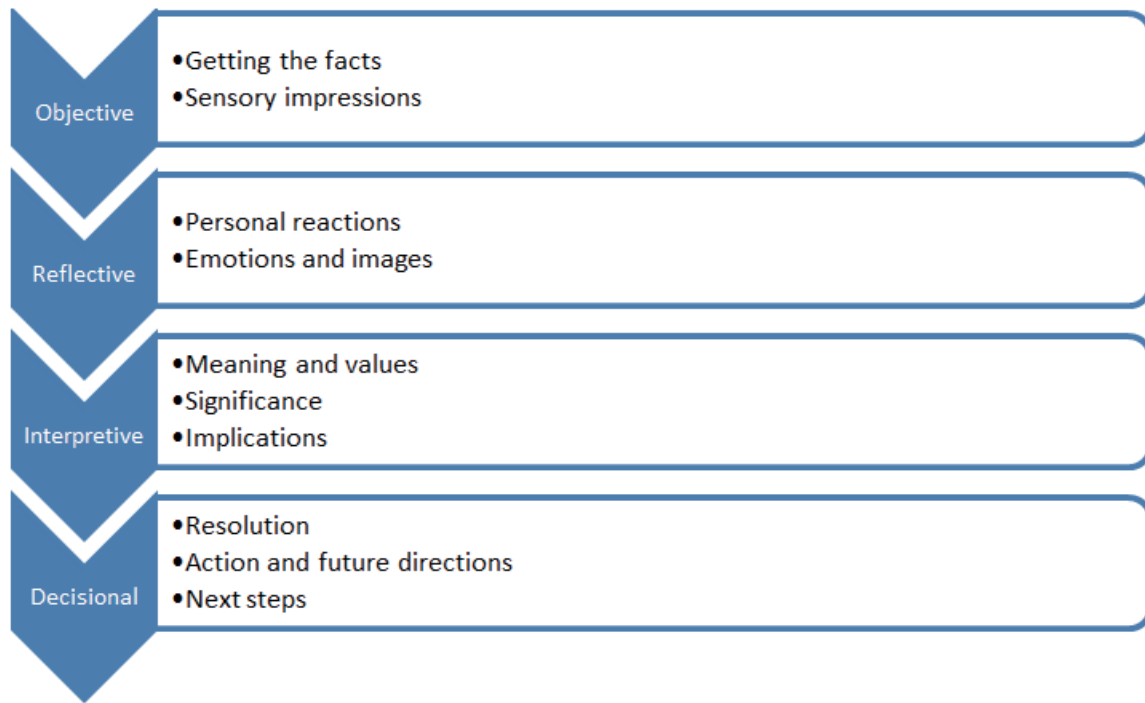 Objective
•Getting the facts
•Sensory impressions
Reflective
•Personal reactions
•Emotions and images
Interpretive
•Meaning and values
•Significance
•Implications
Decisional
•Resolution
•Action and future directions
•Next steps